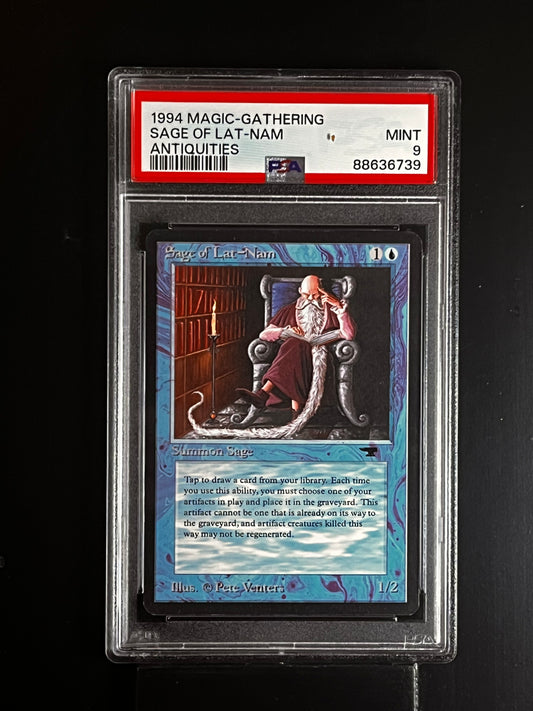 1994 MAGIC-GATHERING
SAGE OF LAT-NAM MINT
ANTIQUITIES 9
88636739
PSA
Sage of Lat-Nam 1
Summon Sage
Tap to draw a card from your library. Each time
you use this ability, you must choose one of your
artifacts in play and place it in the graveyard. This
artifact cannot be one that is already on its way to
the graveyard, and artifact creatures killed this
way may not be regenerated.
Illus. © Pete Venters 1/2
PSA